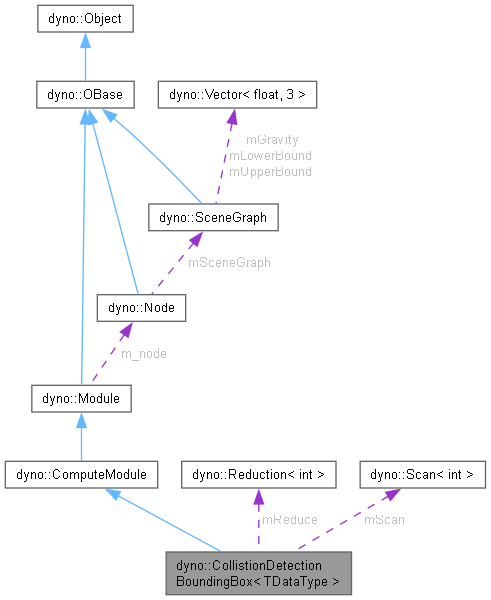 dyno::Object
dyno::OBase
dyno::Vector< float, 3 >
mGravity
mLowerBound
mUpperBound
dyno::SceneGraph
mSceneGraph
dyno::Node
m_node
dyno::Module
dyno::ComputeModule
dyno::Reduction< int >
dyno::Scan< int >
mReduce
mScan
dyno::CollistionDetection
BoundingBox< TDataType >